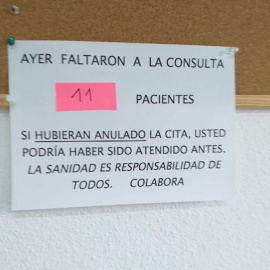 AYER FALTARON A LA CONSULTA
11 PACIENTES
SI HUBIERAN ANULADO LA CITA, USTED
PODRÍA HABER SIDO ATENDIDO ANTES.
LA SANIDAD ES RESPONSABILIDAD DE
TODOS. COLABORA